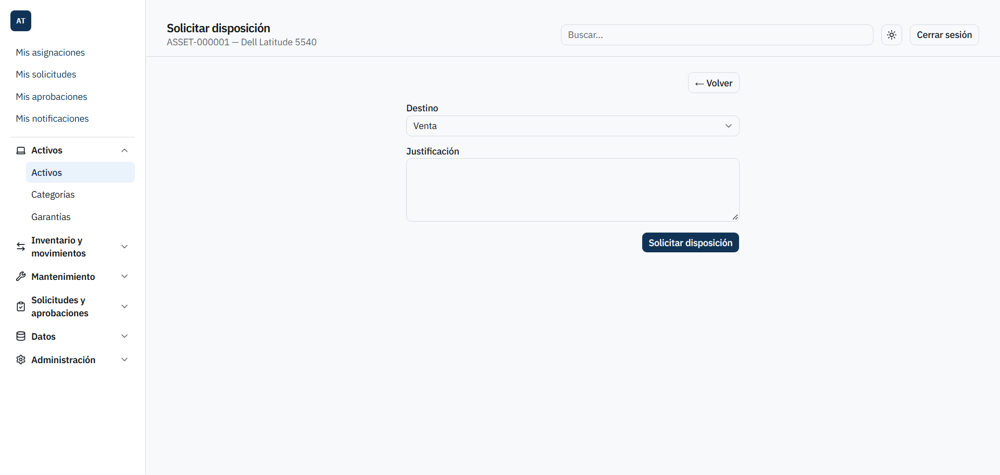 AT
Mis asignaciones
Mis solicitudes
Mis aprobaciones
Mis notificaciones
Activos
Activos
Categorías
Garantías
Inventario y
movimientos
Mantenimiento
Solicitudes y
aprobaciones
Datos
Administración
Solicitar disposición
ASSET-000001 — Dell Latitude 5540
Buscar...
Cerrar sesión
← Volver
Destino
Venta
Justificación
Solicitar disposición